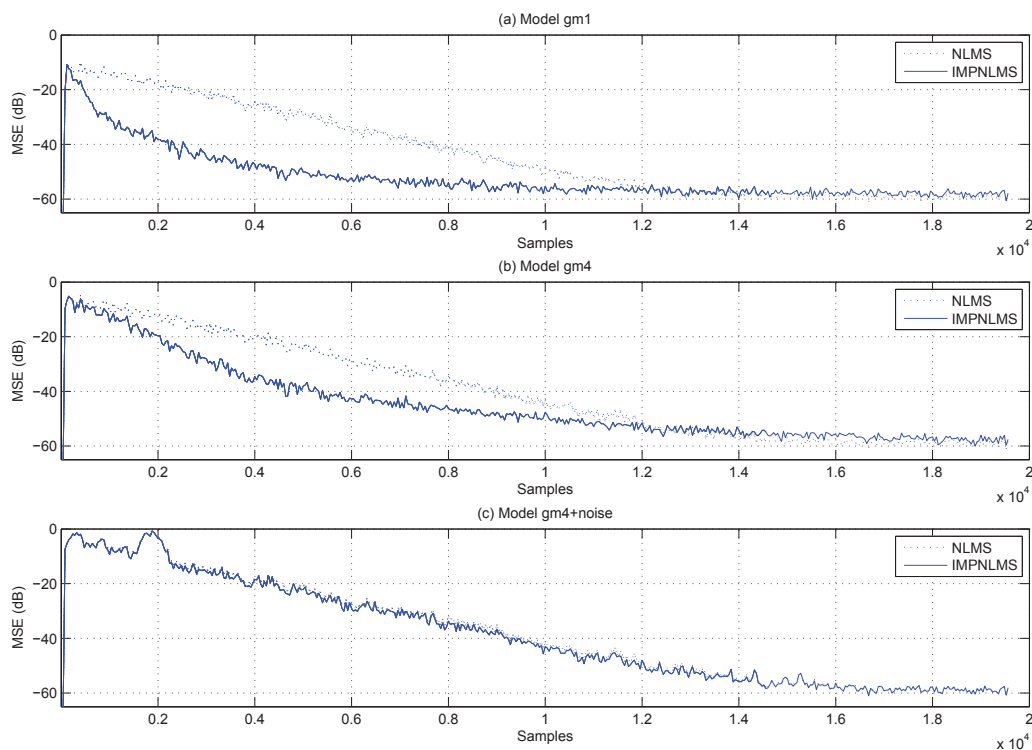 (a) Model gm1
0
−20
−40
−60
MSE (dB)
NLMS
IMPNLMS
0.2 0.4 0.6 0.8 1 1.2 1.4 1.6 1.8 2
Samples
x 10^4
(b) Model gm4
0
−20
−40
−60
MSE (dB)
NLMS
IMPNLMS
0.2 0.4 0.6 0.8 1 1.2 1.4 1.6 1.8 2
Samples
x 10^4
(c) Model gm4+noise
0
−20
−40
−60
MSE (dB)
NLMS
IMPNLMS
0.2 0.4 0.6 0.8 1 1.2 1.4 1.6 1.8 2
Samples
x 10^4